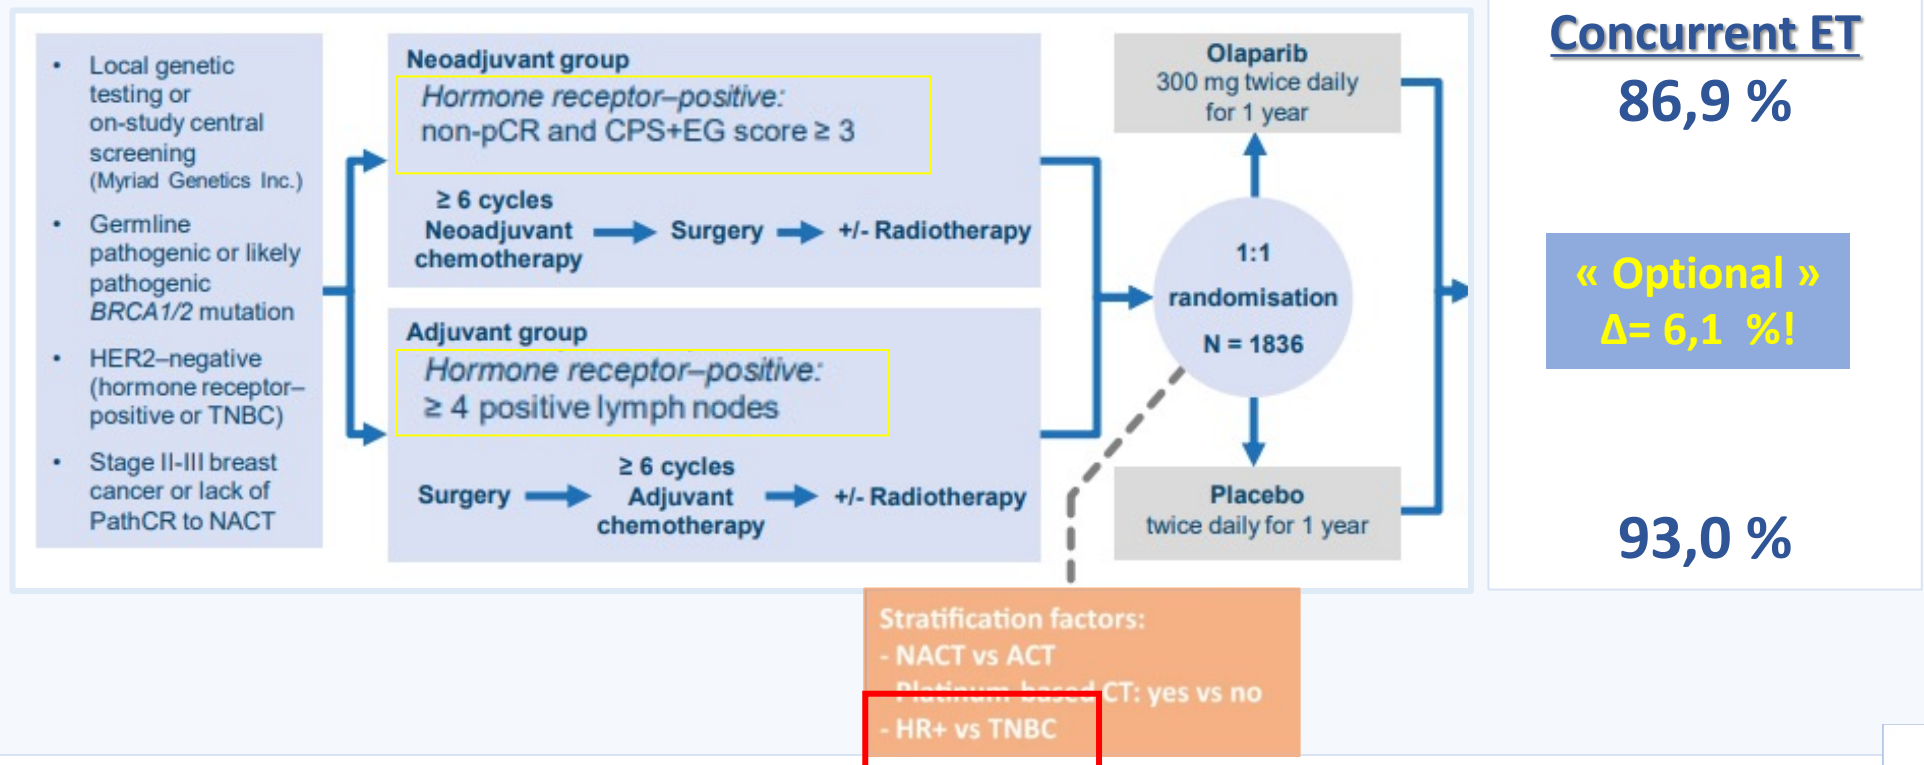 • Local genetic
testing or
on-study central
screening
(Myriad Genetics Inc.)
• Germline
pathogenic or likely
pathogenic
BRCA1/2 mutation
• HER2–negative
(hormone receptor–
positive or TNBC)
• Stage II-III breast
cancer or lack of
PathCR to NACT
Neoadjuvant group
Hormone receptor–positive:
non-pCR and CPS+EG score ≥ 3
≥ 6 cycles
Neoadjuvant
chemotherapy
Surgery
+/- Radiotherapy
Adjuvant group
Hormone receptor–positive:
≥ 4 positive lymph nodes
Surgery
≥ 6 cycles
Adjuvant
chemotherapy
+/- Radiotherapy
1:1
randomisation
N = 1836
Olaparib
300 mg twice daily
for 1 year
Placebo
twice daily for 1 year
Stratification factors:
- NACT vs ACT
- Platinum-based CT: yes vs no
- HR+ vs TNBC
Concurrent ET
86,9 %
« Optional »
Δ= 6,1 %!
93,0 %